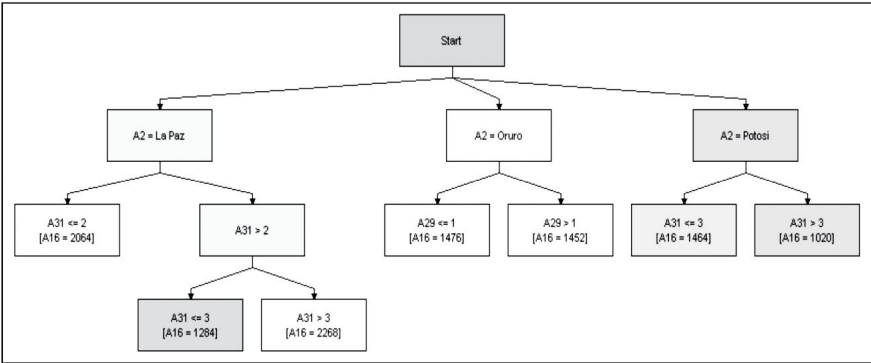 Start
A2 = La Paz
A2 = Oruro
A2 = Potosi
A31 <= 2
[A16 = 2064]
A31 > 2
A29 <= 1
[A16 = 1476]
A29 > 1
[A16 = 1452]
A31 <= 3
[A16 = 1464]
A31 > 3
[A16 = 1020]
A31 <= 3
[A16 = 1284]
A31 > 3
[A16 = 2268]